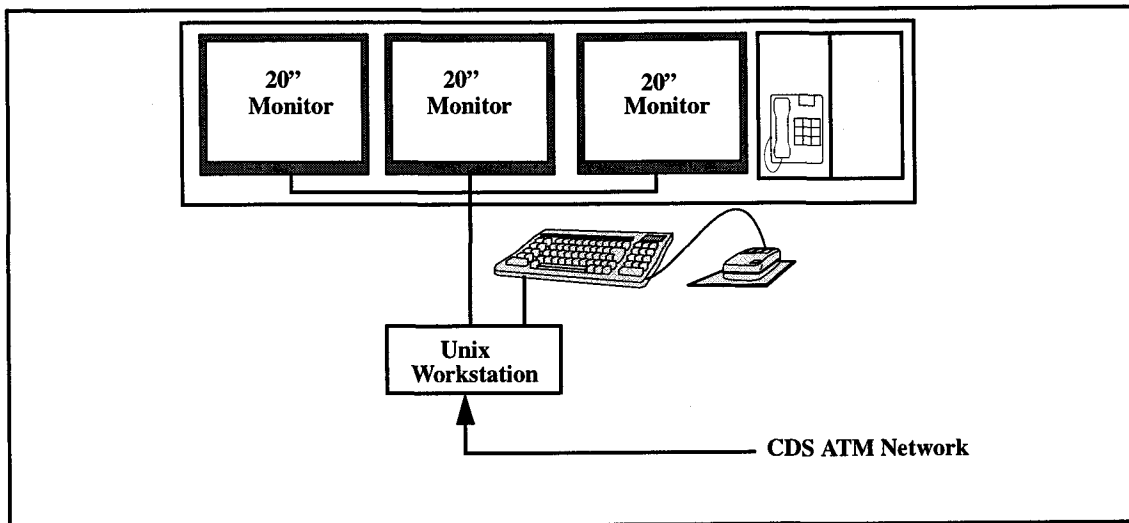 20”
Monitor
20”
Monitor
20”
Monitor
Unix
Workstation
CDS ATM Network